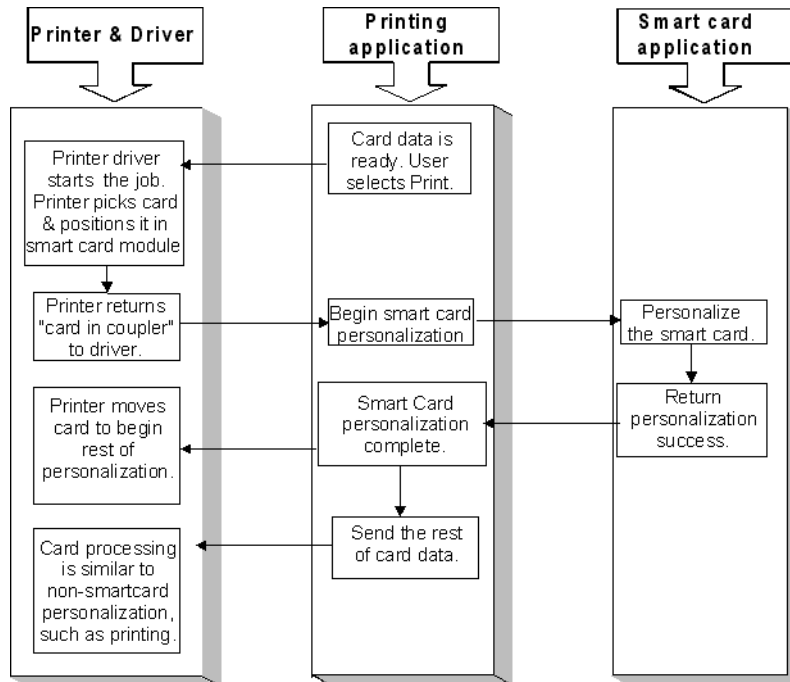 Printer & Driver
Printing
application
Smart card
application
Card data is
ready. User
selects Print.
Printer driver
starts the job.
Printer picks card
& positions it in
smart card module
Printer returns
"card in coupler"
to driver.
Begin smart card
personalization
Personalize
the smart card.
Return
personalization
success.
Smart Card
personalization
complete.
Printer moves
card to begin
rest of
personalization.
Send the rest
of card data.
Card processing
is similar to
non-smartcard
personalization,
such as printing.